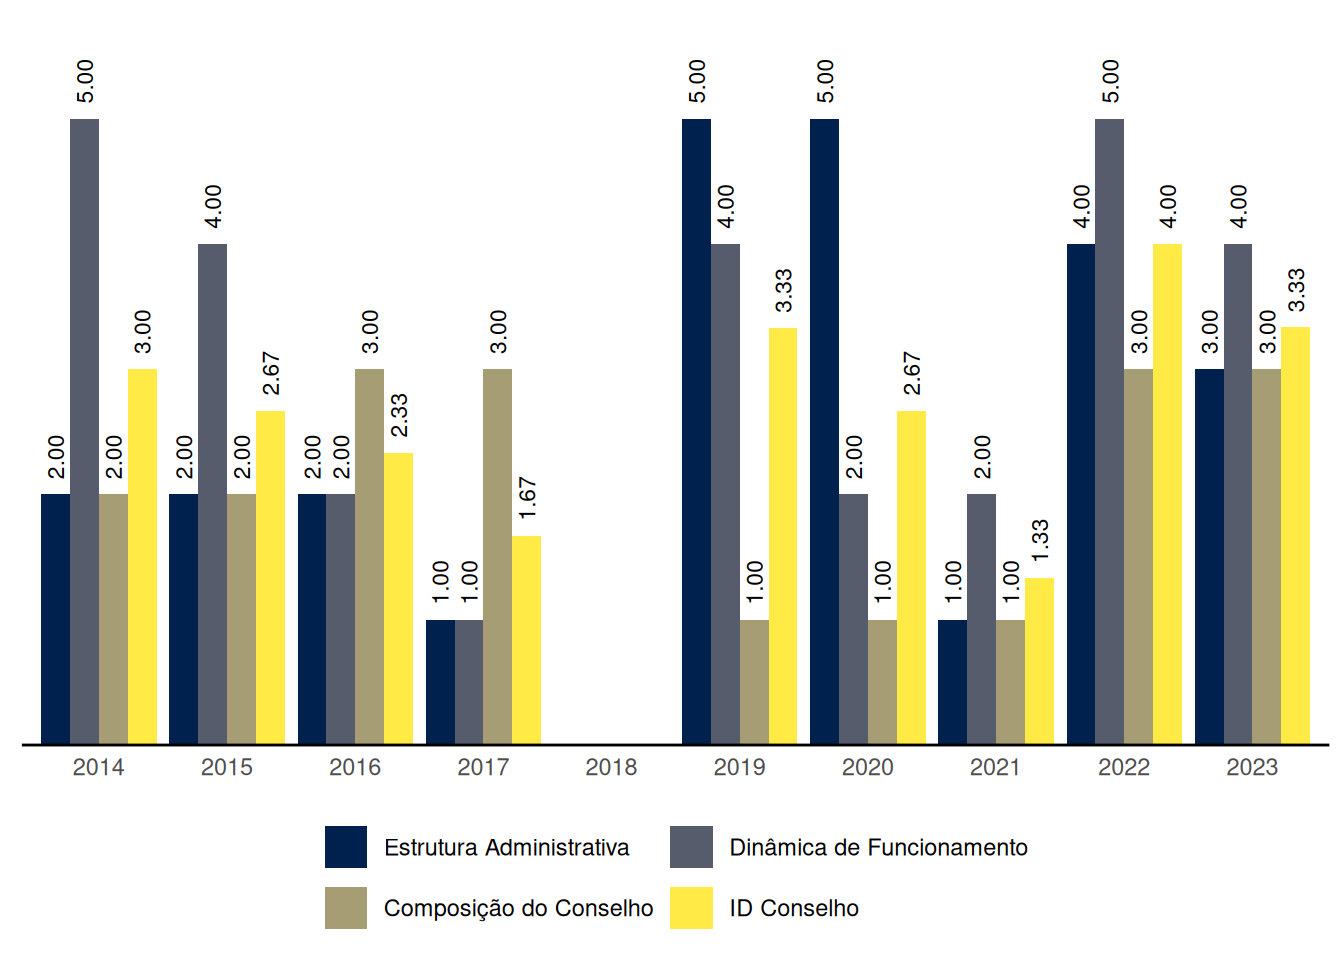 2.00 5.00 2.00 3.00 2.00 4.00 2.00 2.67 2.00 2.00 3.00 2.33 1.00 1.00 3.00 1.67 5.00 4.00 1.00 3.33 5.00 2.00 1.00 2.67 1.00 2.00 1.00 1.33 4.00 5.00 3.00 4.00 3.00 4.00 3.00 3.33
2014 2015 2016 2017 2018 2019 2020 2021 2022 2023
Estrutura Administrativa Dinâmica de Funcionamento
Composição do Conselho ID Conselho